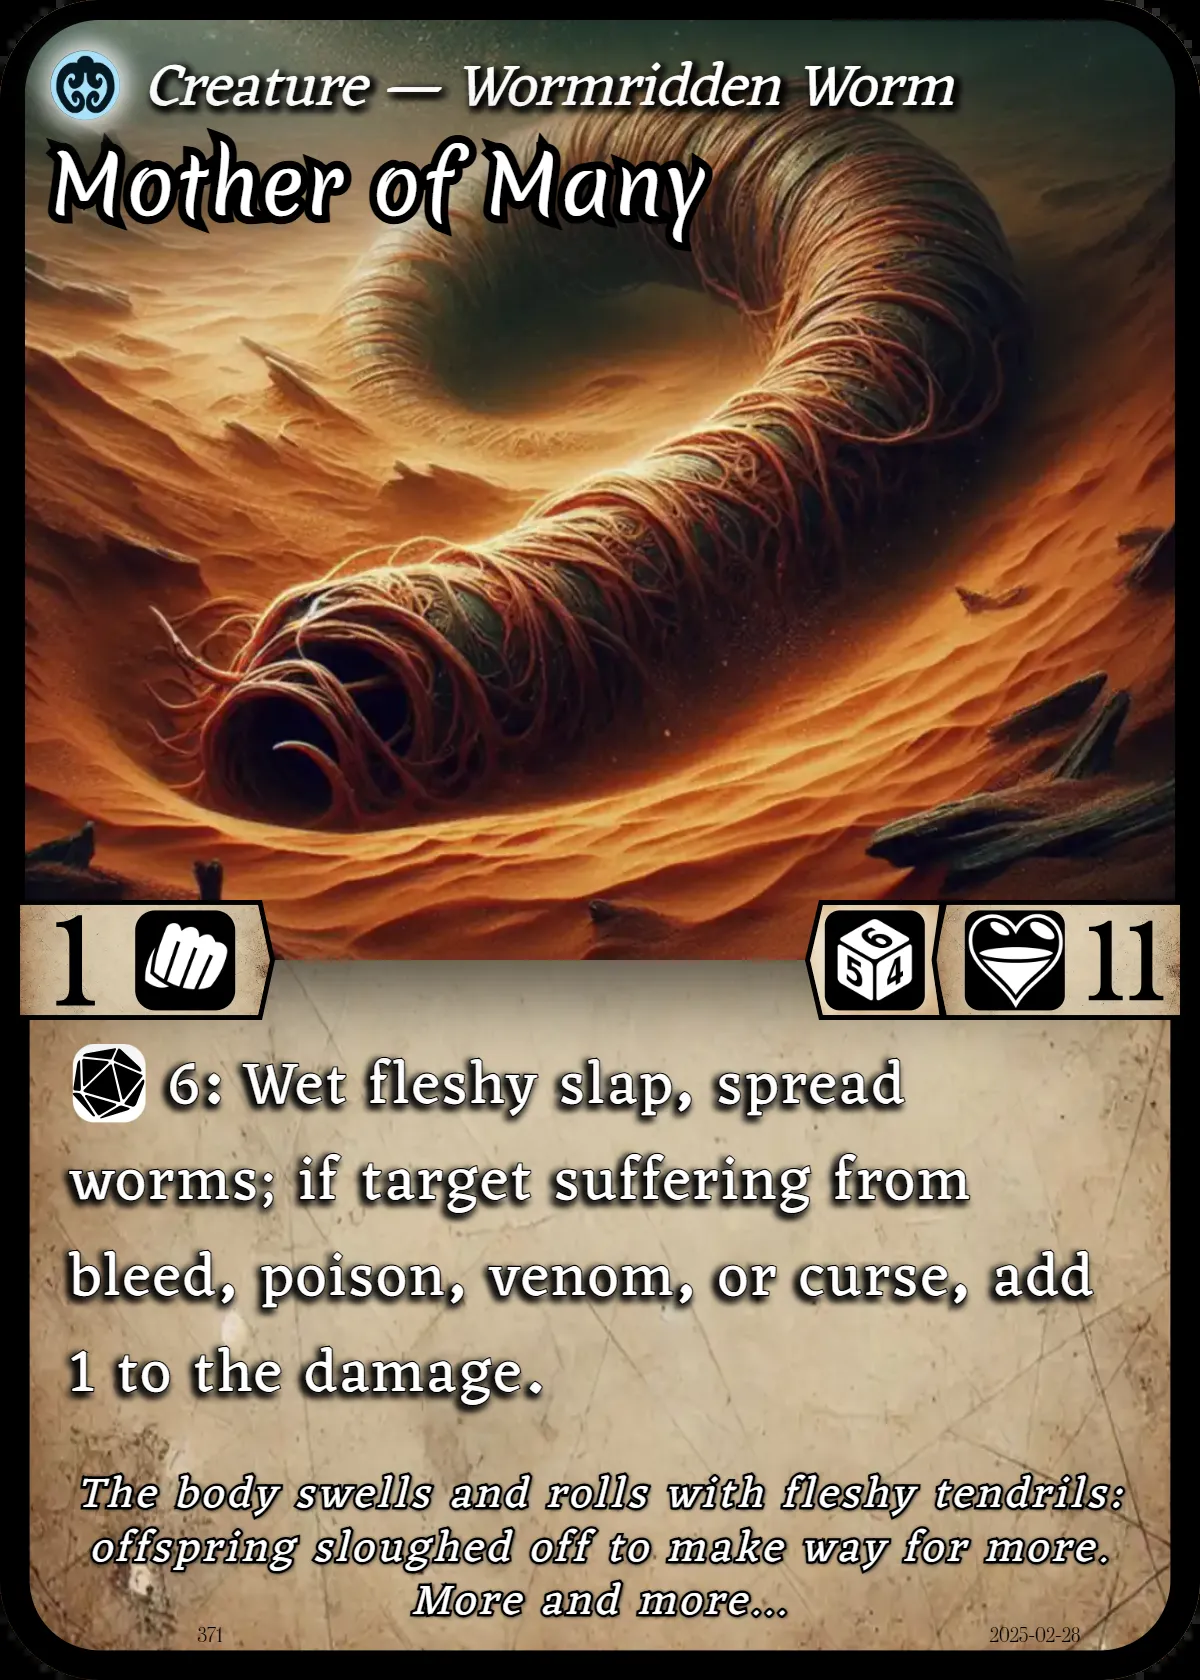 Creature — Wormridden Worm
Mother of Many
1
6
5 4
11
6: Wet fleshy slap, spread
worms; if target suffering from
bleed, poison, venom, or curse, add
1 to the damage.
The body swells and rolls with fleshy tendrils:
offspring sloughed off to make way for more.
More and more...
371
2025-02-28